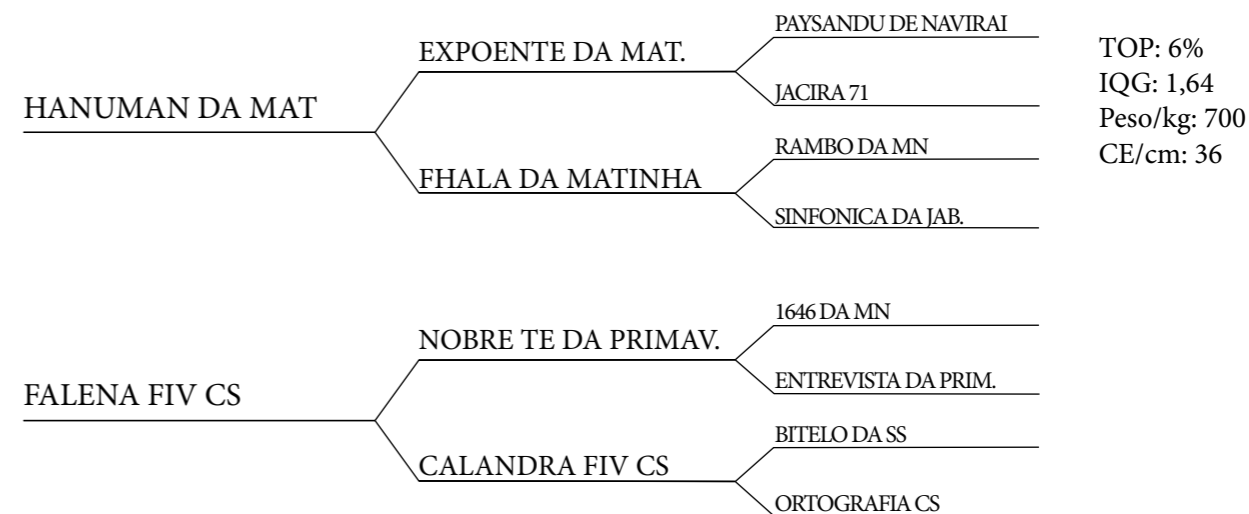 PAYSANDU DE NAVIRAI
EXPOENTE DA MAT.
JACIRA 71
HANUMAN DA MAT
RAMBO DA MN
FHALA DA MATINHA
SINFONICA DA JAB.
TOP: 6%
IQG: 1,64
Peso/kg: 700
CE/cm: 36
1646 DA MN
NOBRE TE DA PRIMAV.
ENTREVISTA DA PRIM.
FALENA FIV CS
BITELO DA SS
CALANDRA FIV CS
ORTOGRAFIA CS